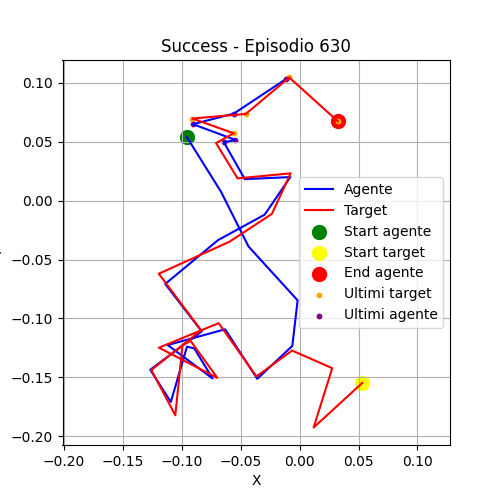 Success - Episodio 630
0.10
0.05
0.00
−0.05
−0.10
−0.15
−0.20
Agente
Target
Start agente
Start target
End agente
Ultimi target
Ultimi agente
−0.20 −0.15 −0.10 −0.05 0.00 0.05 0.10
X